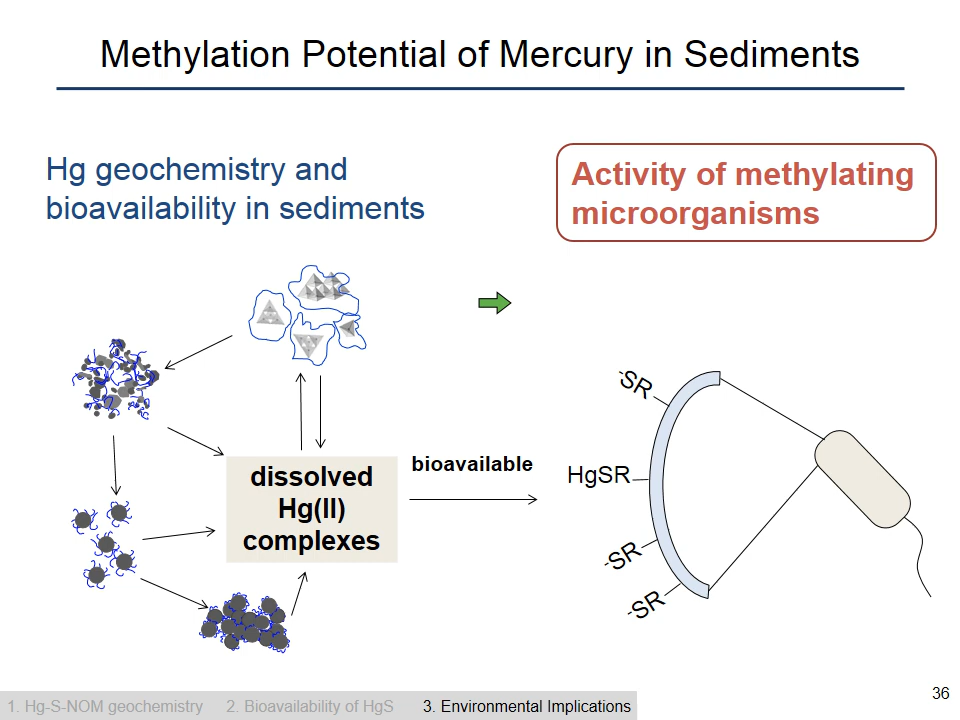 Methylation Potential of Mercury in Sediments
Hg geochemistry and
bioavailability in sediments
Activity of methylating
microorganisms
-SR
bioavailable
HgSR
dissolved
Hg(II)
complexes
-SR
-SR
36
1. Hg-S-NOM geochemistry 2. Bioavailability of HgS 3. Environmental Implications